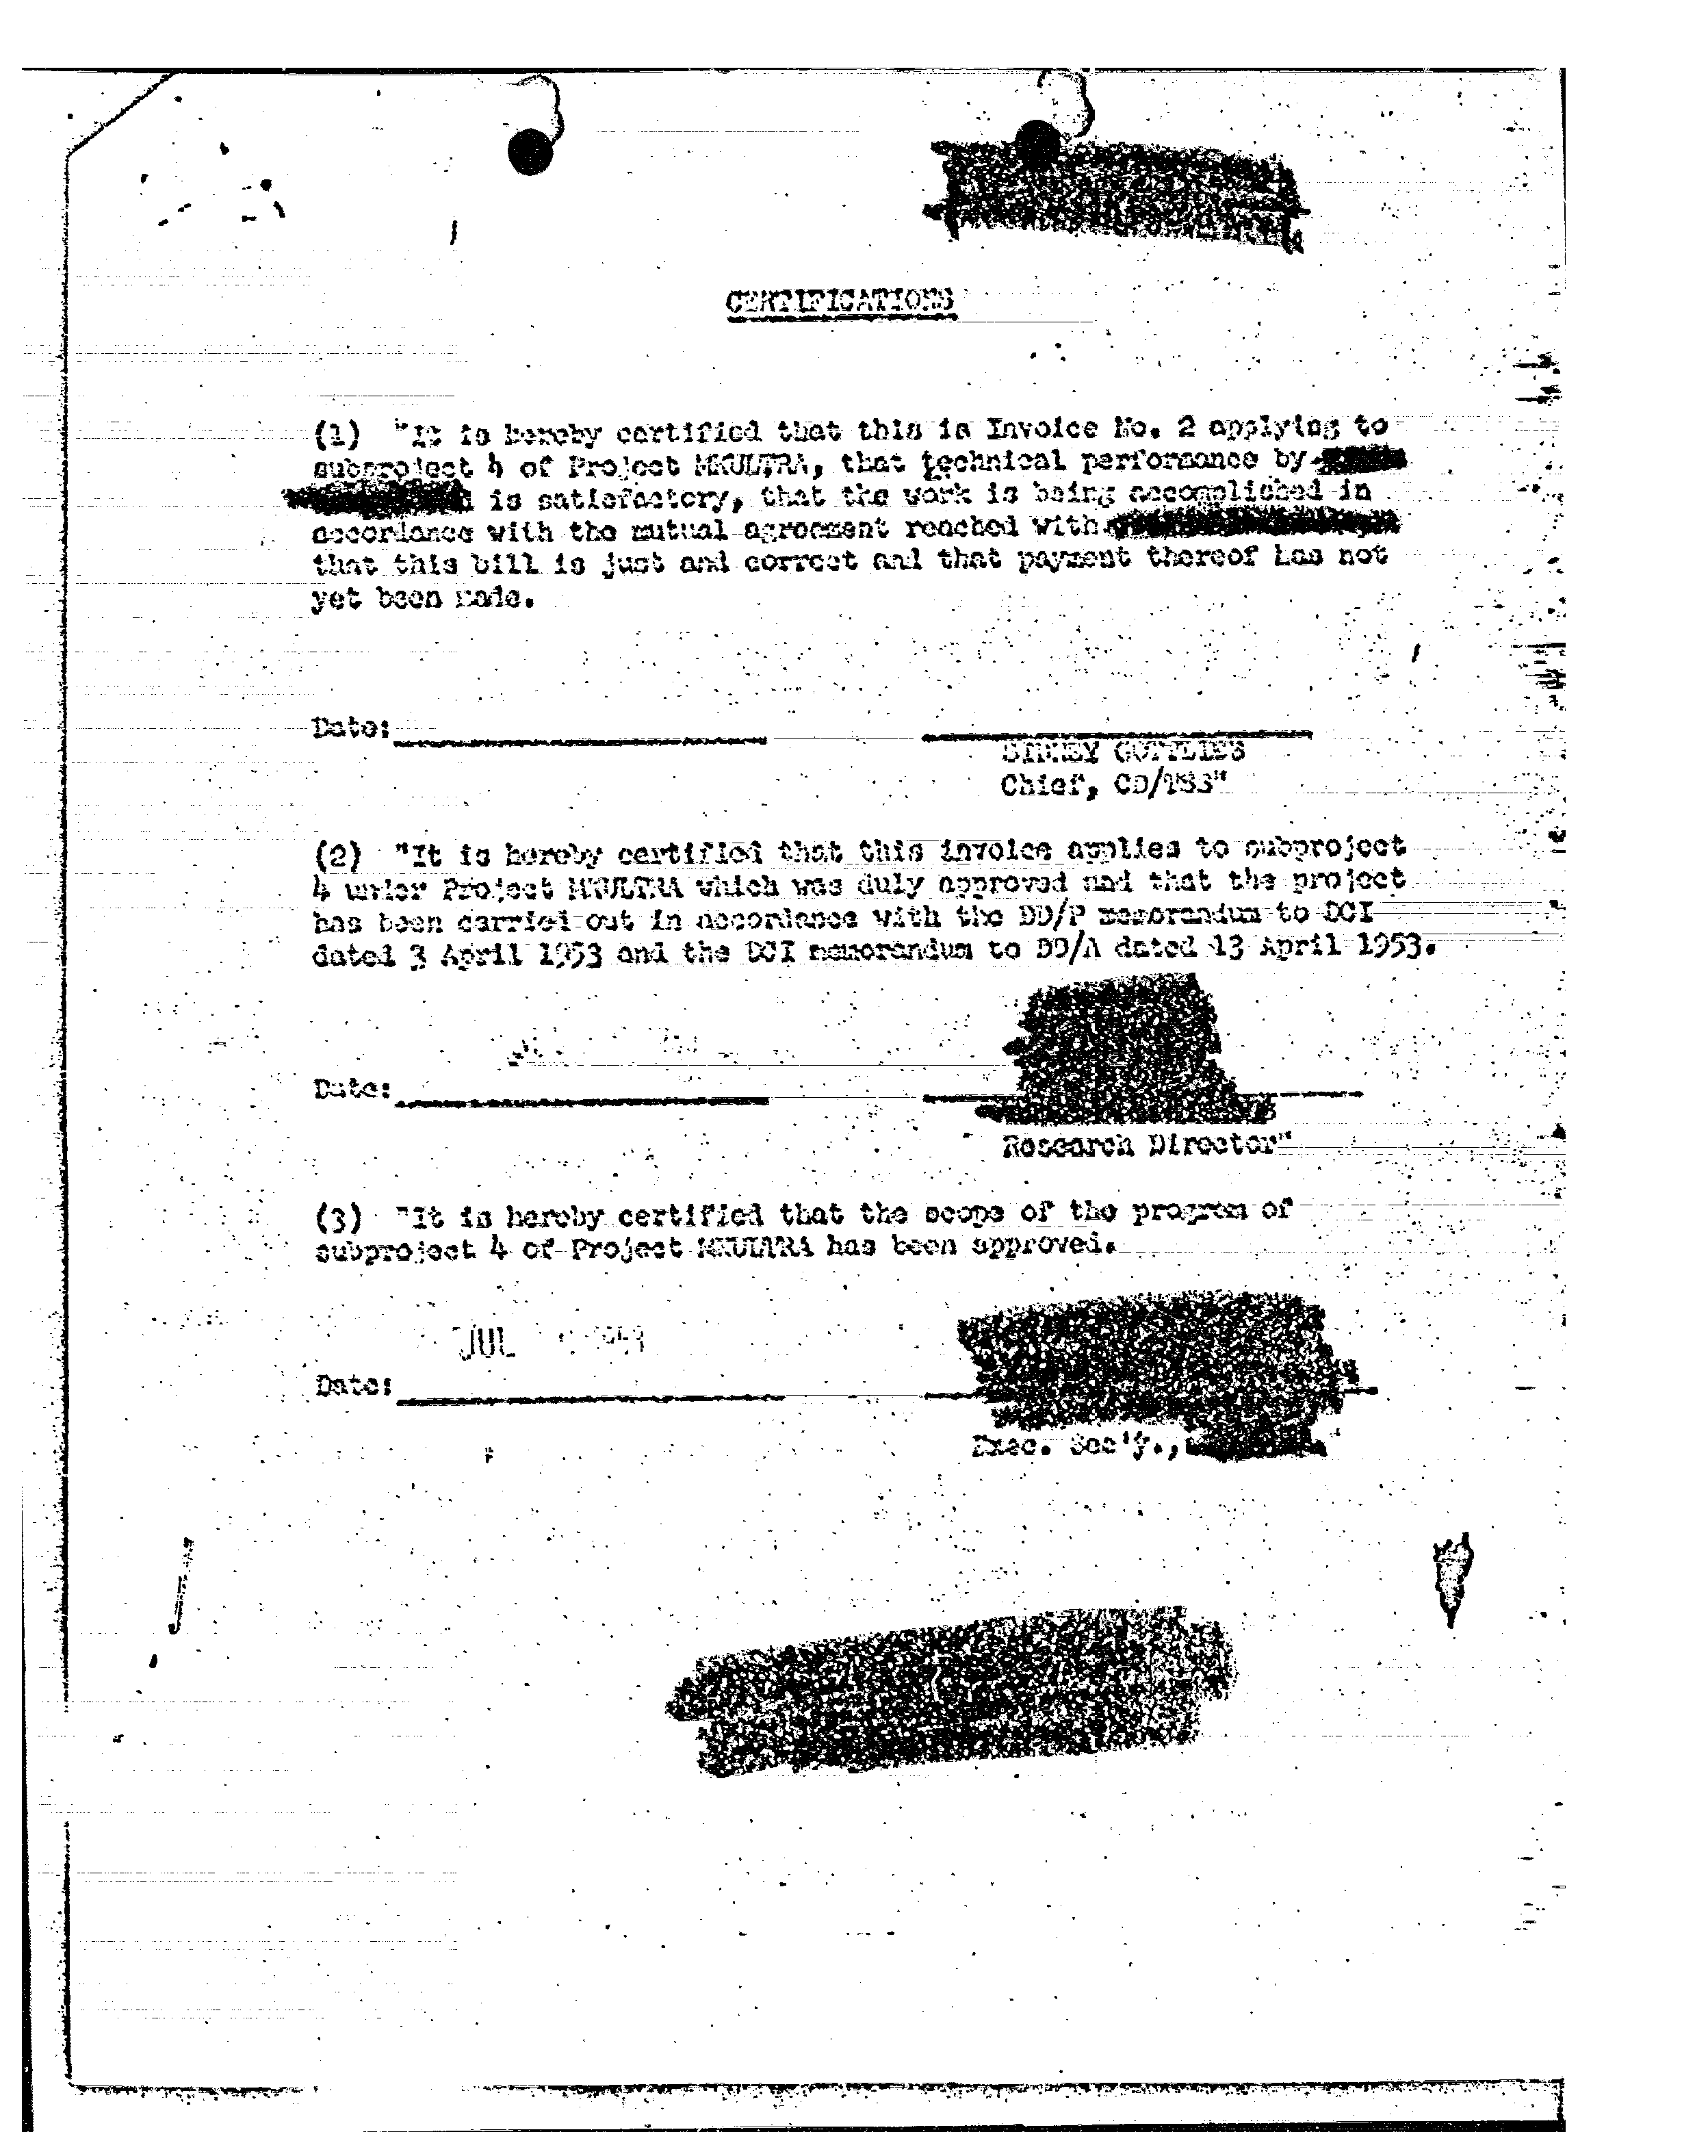 CERTIFICATIONS
(1) "It is hereby certified that this is Invoice No. 2 applying to
subproject 4 of Project MKULTRA, that technical performance by
is satisfactory, that the work is being accomplished in
accordance with the mutual agreement reached with
that this bill is just and correct and that payment thereof has not
yet been made.
Date:
SIDNEY GOTTLIEB
Chief, CD/TSS"
(2) "It is hereby certified that this invoice applies to subproject
4 under Project MKULTRA which was duly approved and that the project
has been carried out in accordance with the DD/P memorandum to DCI
dated 3 April 1953 and the DCI memorandum to DD/A dated 13 April 1953.
Date:
Research Director"
(3) "It is hereby certified that the scope of the program of
subproject 4 of Project MKULTRA has been approved.
JUL 1953
Date:
Exec. Sec'y.,